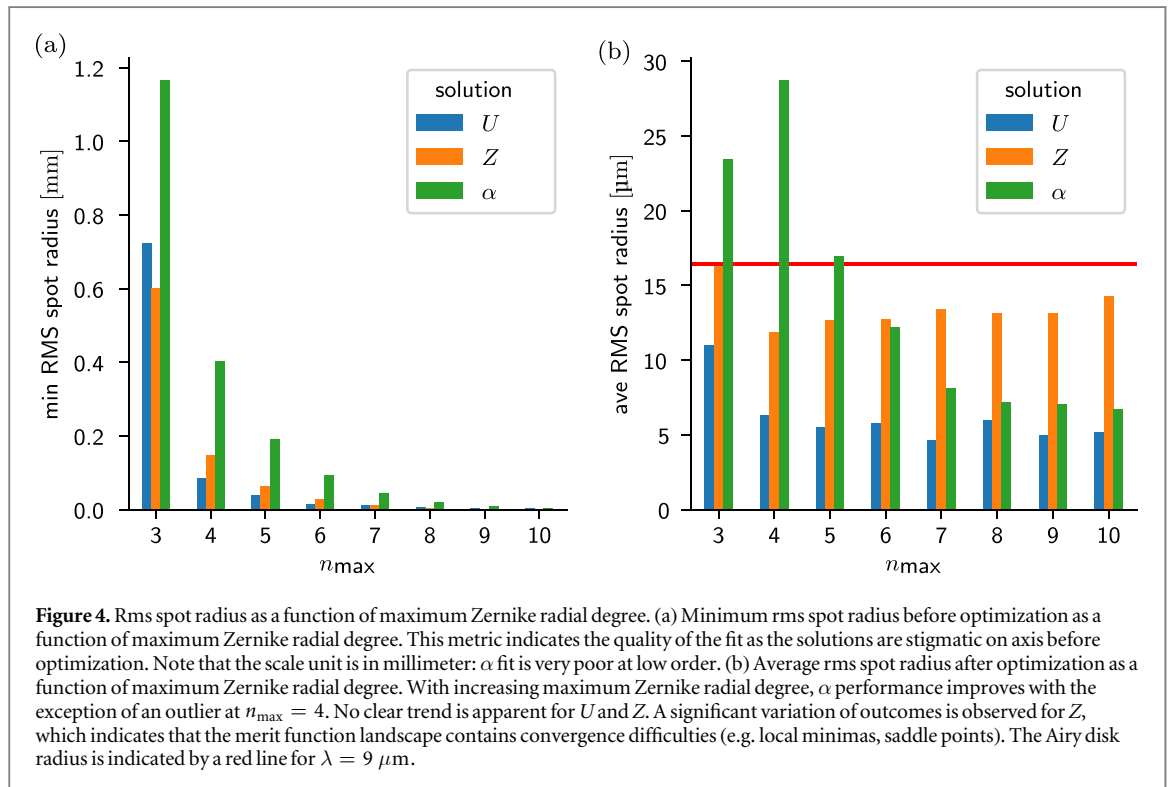 (a)
min RMS spot radius [mm]
1.2
1.0
0.8
0.6
0.4
0.2
0.0
solution
U
Z
α
3 4 5 6 7 8 9 10
nmax
(b)
ave RMS spot radius [µm]
30
25
20
15
10
5
0
solution
U
Z
α
3 4 5 6 7 8 9 10
nmax
Figure 4. Rms spot radius as a function of maximum Zernike radial degree. (a) Minimum rms spot radius before optimization as a
function of maximum Zernike radial degree. This metric indicates the quality of the fit as the solutions are stigmatic on axis before
optimization. Note that the scale unit is in millimeter: α fit is very poor at low order. (b) Average rms spot radius after optimization as a
function of maximum Zernike radial degree. With increasing maximum Zernike radial degree, α performance improves with the
exception of an outlier at nmax = 4. No clear trend is apparent for U and Z. A significant variation of outcomes is observed for Z,
which indicates that the merit function landscape contains convergence difficulties (e.g. local minimas, saddle points). The Airy disk
radius is indicated by a red line for λ = 9 µm.